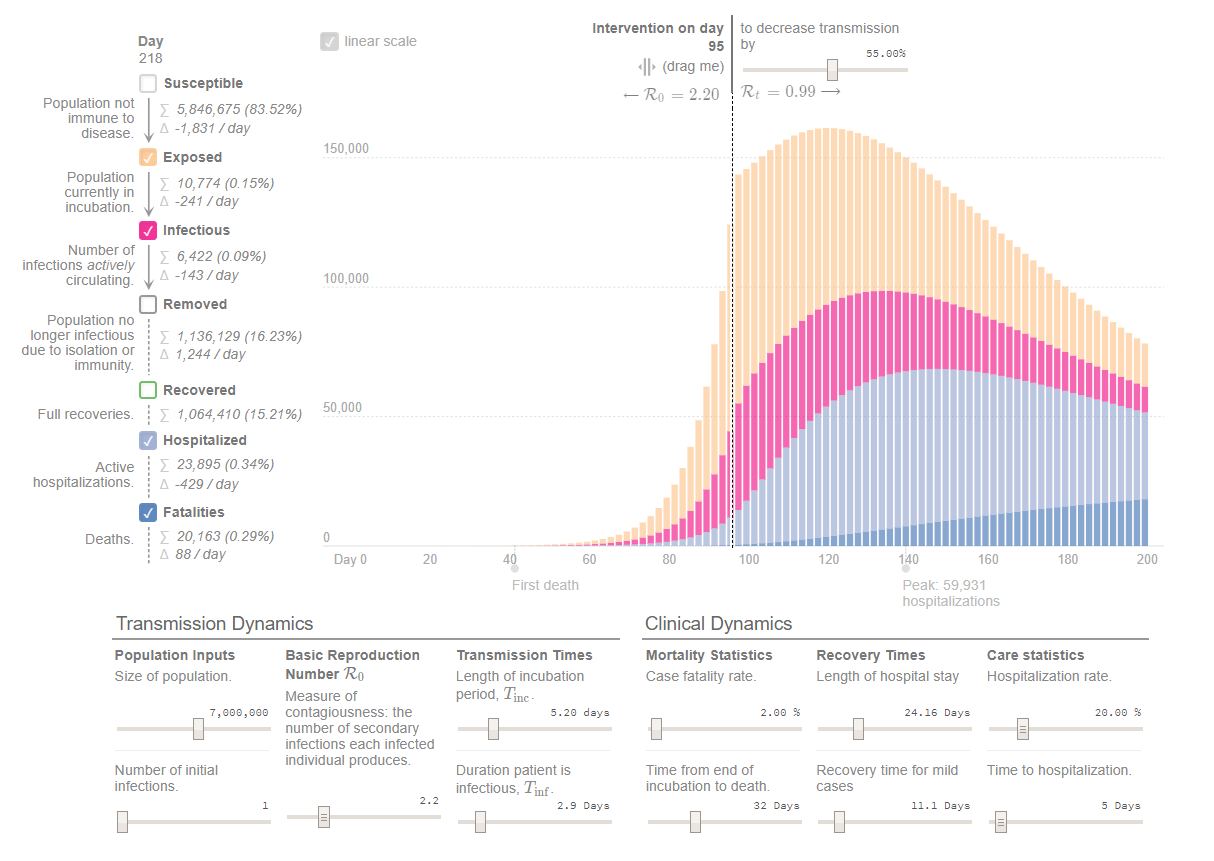 Day
218
linear scale
Intervention on day
95
(drag me)
← R₀ = 2.20
to decrease transmission
by
55.00%
Rₜ = 0.99 →
Susceptible
Population not
immune to
disease.
∑ 5,846,675 (83.52%)
Δ -1,831 / day
Exposed
Population
currently in
incubation.
∑ 10,774 (0.15%)
Δ -241 / day
Infectious
Number of
infections actively
circulating.
∑ 6,422 (0.09%)
Δ -143 / day
Removed
Population no
longer infectious
due to isolation or
immunity.
∑ 1,136,129 (16.23%)
Δ 1,244 / day
Recovered
Full recoveries.
∑ 1,064,410 (15.21%)
Hospitalized
Active
hospitalizations.
∑ 23,895 (0.34%)
Δ -429 / day
Fatalities
Deaths.
∑ 20,163 (0.29%)
Δ 88 / day
150,000
100,000
50,000
0
Day 0 20 40 60 80 100 120 140 160 180 200
First death
Peak: 59,931
hospitalizations
Transmission Dynamics
Population Inputs
Size of population.
7,000,000
Number of initial
infections.
1
Basic Reproduction
Number R₀
Measure of
contagiousness: the
number of secondary
infections each infected
individual produces.
2.2
Transmission Times
Length of incubation
period, Tinc.
5.20 days
Duration patient is
infectious, Tinf.
2.9 Days
Clinical Dynamics
Mortality Statistics
Case fatality rate.
2.00 %
Time from end of
incubation to death.
32 Days
Recovery Times
Length of hospital stay
24.16 Days
Recovery time for mild
cases
11.1 Days
Care statistics
Hospitalization rate.
20.00 %
Time to hospitalization.
5 Days